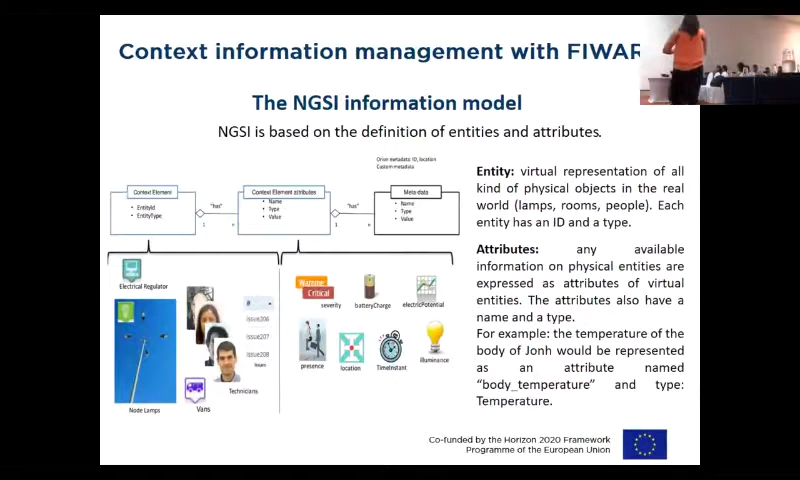 Context information management with FIWAR
The NGSI information model
NGSI is based on the definition of entities and attributes.
Orion metadata: ID, location
Custom metadata
Context Element
• EntityId
• EntityType
"has"
1 n
Context Element attributes
• Name
• Type
• Value
"has"
1 n
Meta-data
• Name
• Type
• Value
Electrical Regulator
Node Lamps
Vans
Technicians
issue206
issue207
issue208
Issues
Warning
Critical
severity
batteryCharge
electricPotential
presence
location
TimeInstant
illuminance
Entity: virtual representation of all
kind of physical objects in the real
world (lamps, rooms, people). Each
entity has an ID and a type.
Attributes: any available
information on physical entities are
expressed as attributes of virtual
entities. The attributes also have a
name and a type.
For example: the temperature of the
body of Jonh would be represented
as an attribute named
“body_temperature” and type:
Temperature.
Co-funded by the Horizon 2020 Framework
Programme of the European Union